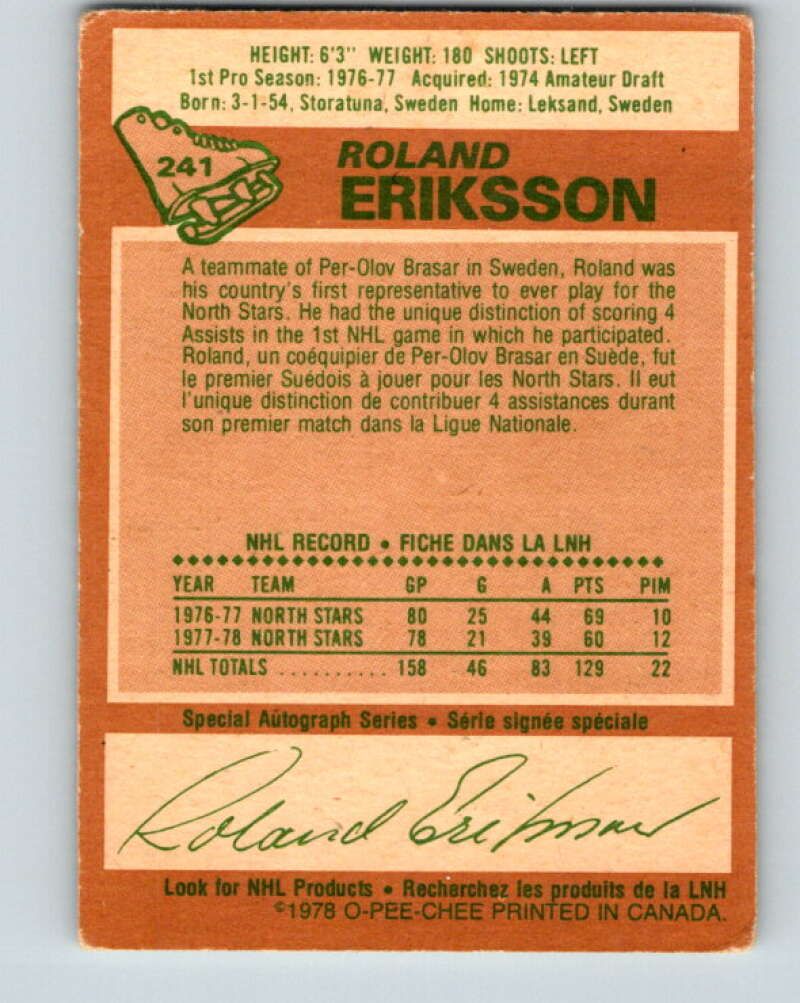 HEIGHT: 6'3" WEIGHT: 180 SHOOTS: LEFT
1st Pro Season: 1976-77 Acquired: 1974 Amateur Draft
Born: 3-1-54, Storatuna, Sweden Home: Leksand, Sweden
241
ROLAND
ERIKSSON
A teammate of Per-Olov Brasar in Sweden, Roland was
his country's first representative to ever play for the
North Stars. He had the unique distinction of scoring 4
Assists in the 1st NHL game in which he participated.
Roland, un coéquipier de Per-Olov Brasar en Suède, fut
le premier Suédois à jouer pour les North Stars. Il eut
l'unique distinction de contribuer 4 assistances durant
son premier match dans la Ligue Nationale.
NHL RECORD • FICHE DANS LA LNH
YEAR TEAM GP G A PTS PIM
1976-77 NORTH STARS 80 25 44 69 10
1977-78 NORTH STARS 78 21 39 60 12
NHL TOTALS .......... 158 46 83 129 22
Special Autograph Series • Série signée spéciale
Roland Eriksson
Look for NHL Products • Recherchez les produits de la LNH
©1978 O-PEE-CHEE PRINTED IN CANADA.